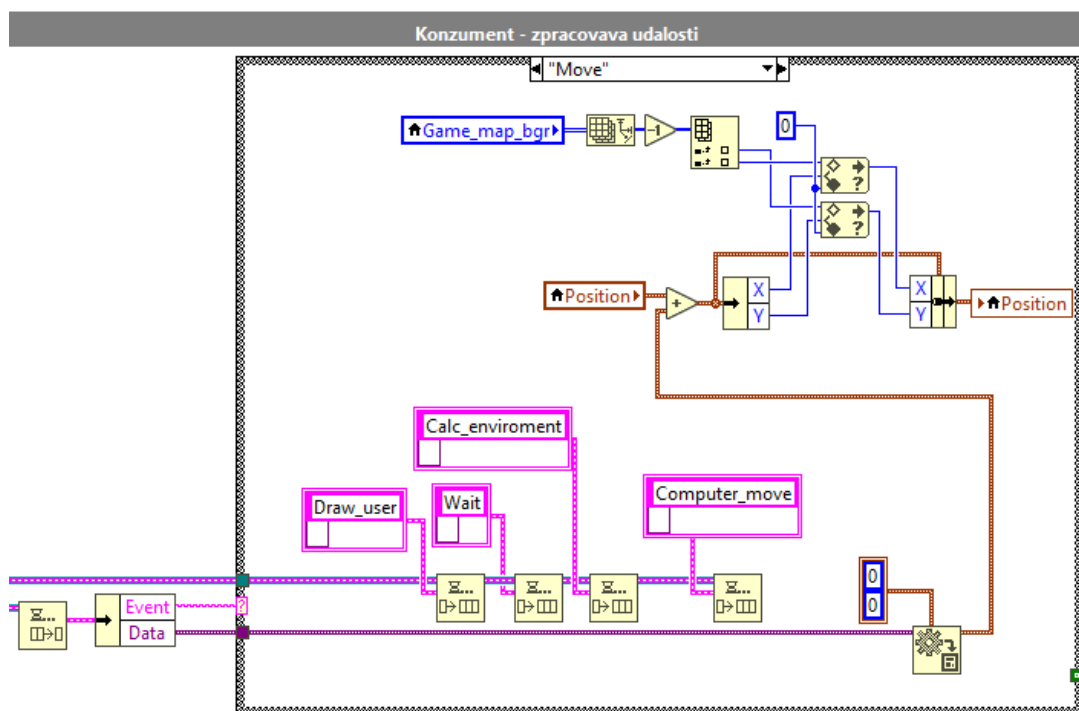 Konzument - zpracovava udalosti
"Move"
Game_map_bgr
-1
0
?
?
Position
+
X
Y
X
Y
Position
Calc_enviroment
Draw_user
Wait
Computer_move
0
0
Event
Data
?